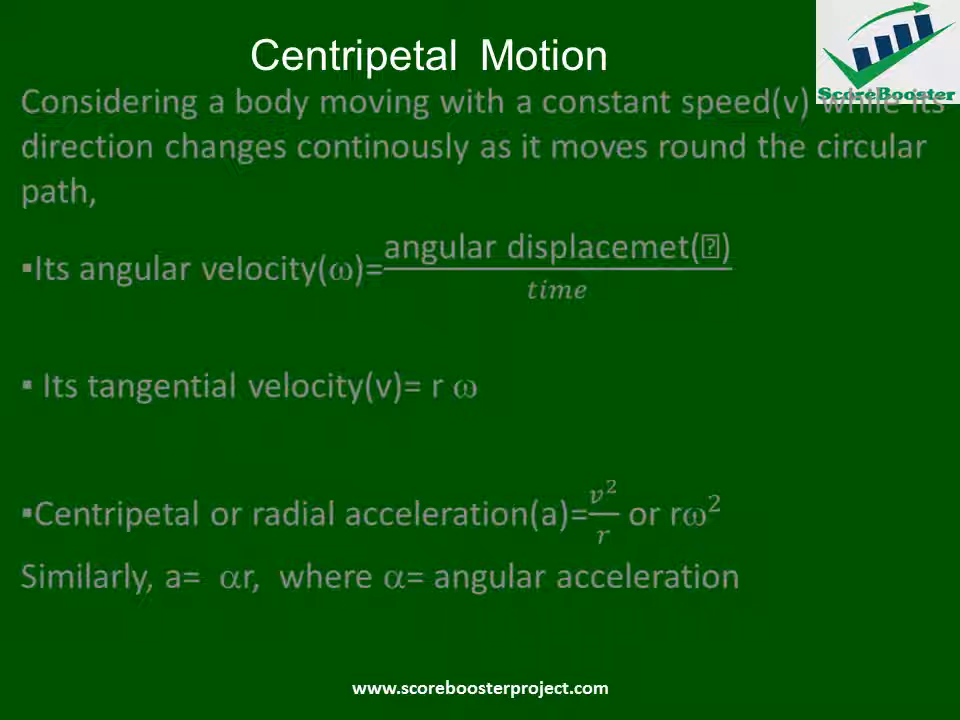 Centripetal Motion
ScoreBooster
Considering a body moving with a constant speed(v) while its
direction changes continously as it moves round the circular
path,
▪Its angular velocity(ω)=angular displacemet(⍰)/time
▪ Its tangential velocity(v)= r ω
▪Centripetal or radial acceleration(a)=v²/r or rω²
Similarly, a= αr, where α= angular acceleration
www.scoreboosterproject.com